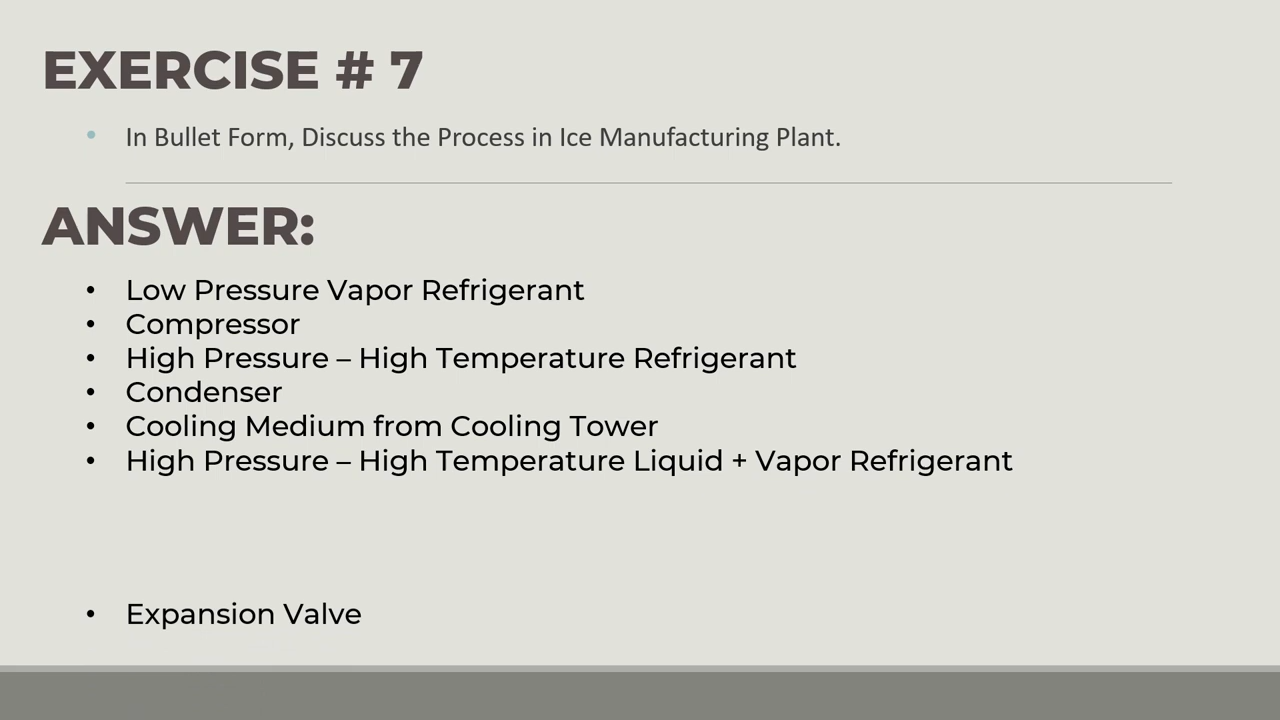 EXERCISE # 7
• In Bullet Form, Discuss the Process in Ice Manufacturing Plant.
ANSWER:
• Low Pressure Vapor Refrigerant
• Compressor
• High Pressure – High Temperature Refrigerant
• Condenser
• Cooling Medium from Cooling Tower
• High Pressure – High Temperature Liquid + Vapor Refrigerant
• Expansion Valve